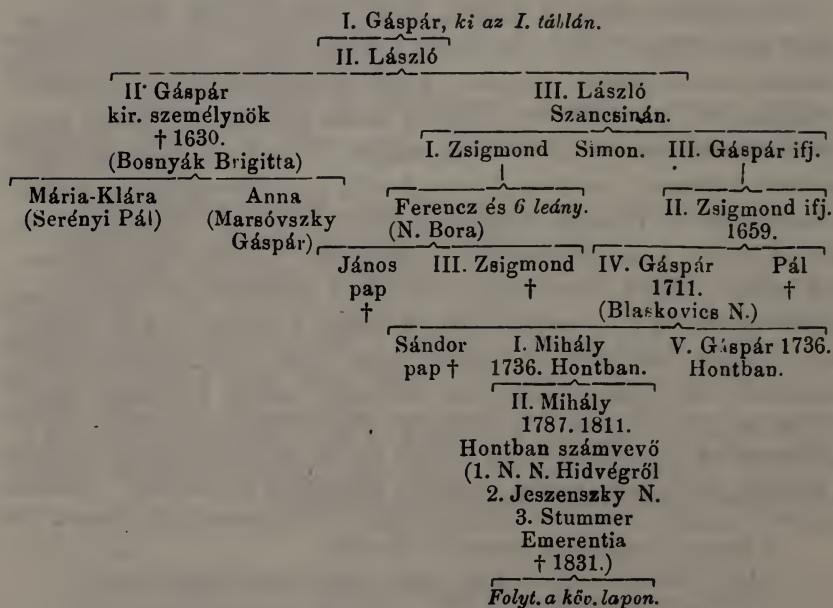 I. Gáspár, ki az I. táblán.
II. László
II· Gáspár
kir. személynök
† 1630.
(Bosnyák Brigitta)
III. László
Szancsinán.
Mária-Klára
(Serényi Pál)
Anna
(Marsóvszky
Gáspár)
I. Zsigmond
Simon.
III. Gáspár ifj.
Ferencz és 6 leány.
(N. Bora)
II. Zsigmond ifj.
1659.
János
pap
†
III. Zsigmond
†
IV. Gáspár
1711.
(Blaskovics N.)
Pál
†
Sándor
pap †
I. Mihály
1736. Hontban.
V. Gáspár 1736.
Hontban.
II. Mihály
1787. 1811.
Hontban számvevő
(1. N. N. Hidvégről
2. Jeszenszky N.
3. Stummer
Emerentia
† 1831.)
Folyt. a köv. lapon.